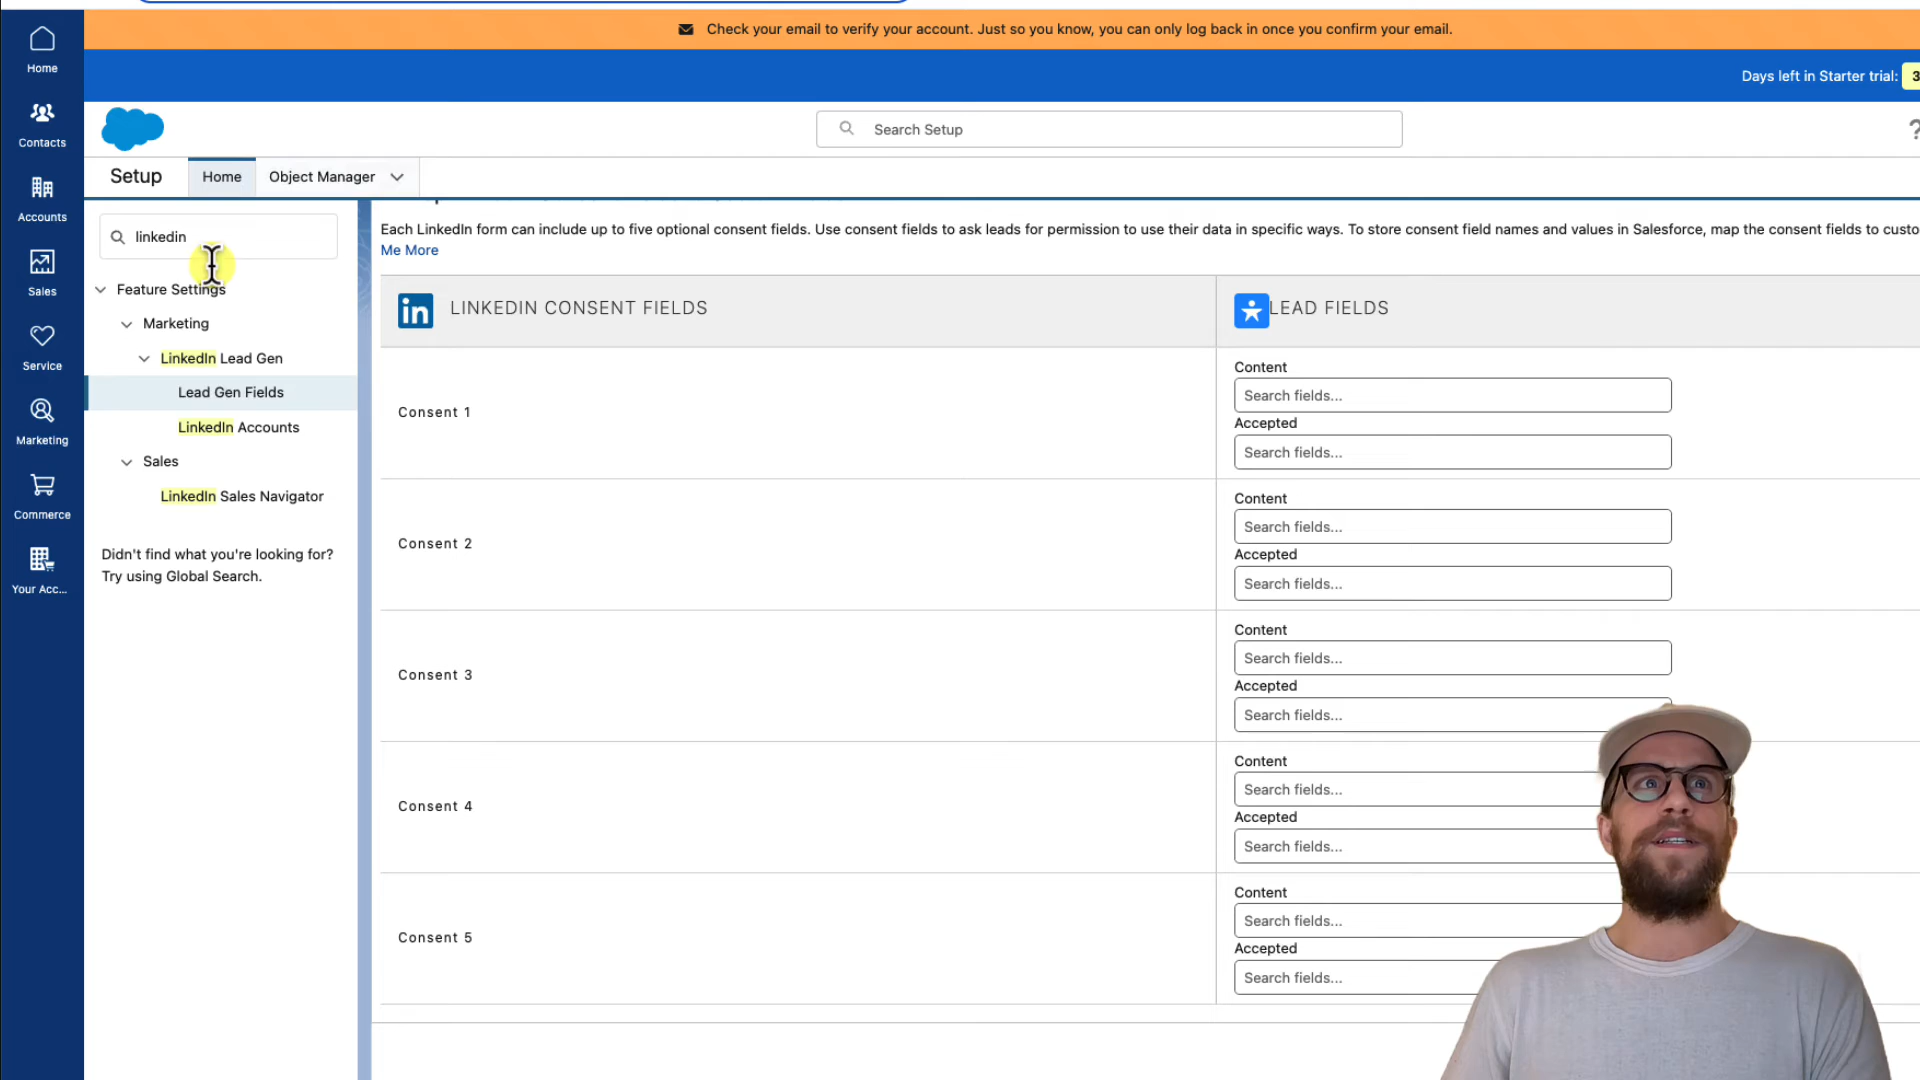 Check your email to verify your account. Just so you know, you can only log back in once you confirm your email.
Days left in Starter trial: 3
Home
Contacts
Accounts
Sales
Service
Marketing
Commerce
Your Acc...
Search Setup
?
Setup
Home
Object Manager
linkedin
Feature Settings
Marketing
LinkedIn Lead Gen
Lead Gen Fields
LinkedIn Accounts
Sales
LinkedIn Sales Navigator
Didn't find what you're looking for?
Try using Global Search.
Each LinkedIn form can include up to five optional consent fields. Use consent fields to ask leads for permission to use their data in specific ways. To store consent field names and values in Salesforce, map the consent fields to custo
Me More
in
LINKEDIN CONSENT FIELDS
LEAD FIELDS
Consent 1
Content
Search fields...
Accepted
Search fields...
Consent 2
Content
Search fields...
Accepted
Search fields...
Consent 3
Content
Search fields...
Accepted
Search fields...
Consent 4
Content
Search fields...
Accepted
Search fields...
Consent 5
Content
Search fields...
Accepted
Search fields...